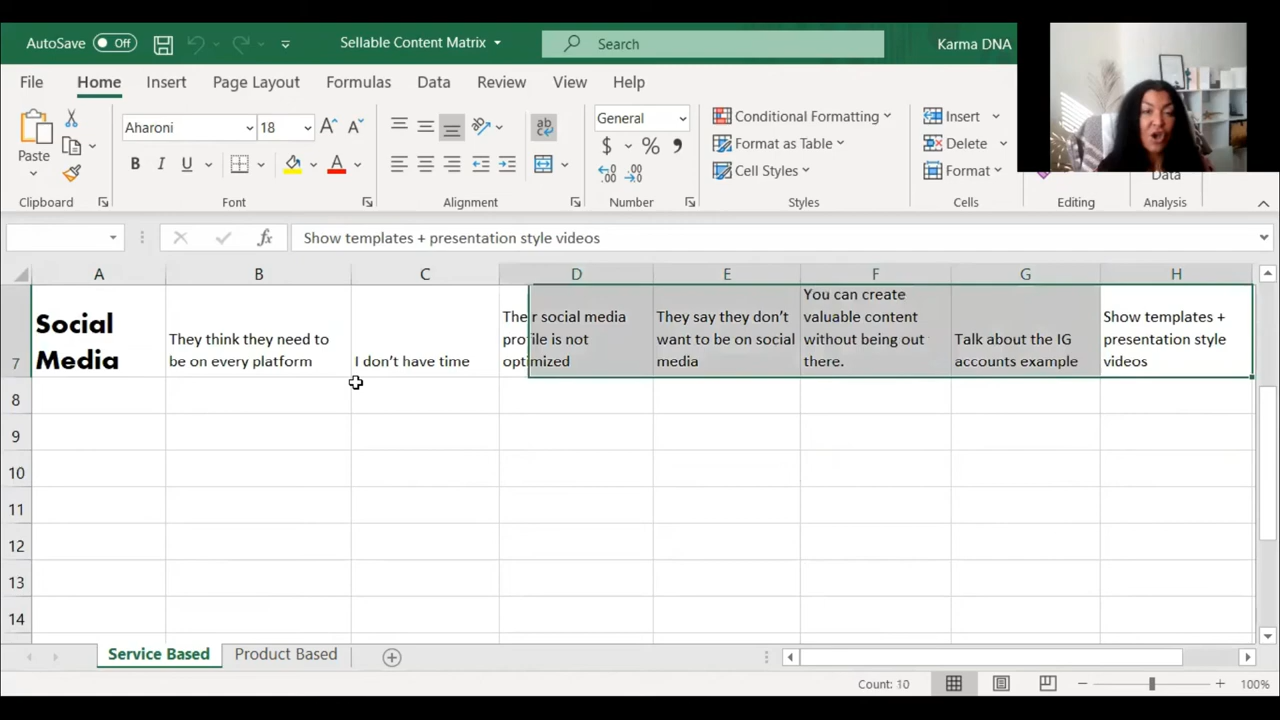 AutoSave Off Sellable Content Matrix Search Karma DNA
File Home Insert Page Layout Formulas Data Review View Help
Paste Aharoni 18 General Conditional Formatting Insert
B I U A $ % Format as Table Delete
Cell Styles Format Data
Clipboard Font Alignment Number Styles Cells Editing Analysis
fx Show templates + presentation style videos
A B C D E F G H
7
Social
Media
They think they need to
be on every platform
I don't have time
Their social media
profile is not
optimized
They say they don't
want to be on social
media
You can create
valuable content
without being out
there.
Talk about the IG
accounts example
Show templates +
presentation style
videos
8
9
10
11
12
13
14
Service Based Product Based
Count: 10 100%